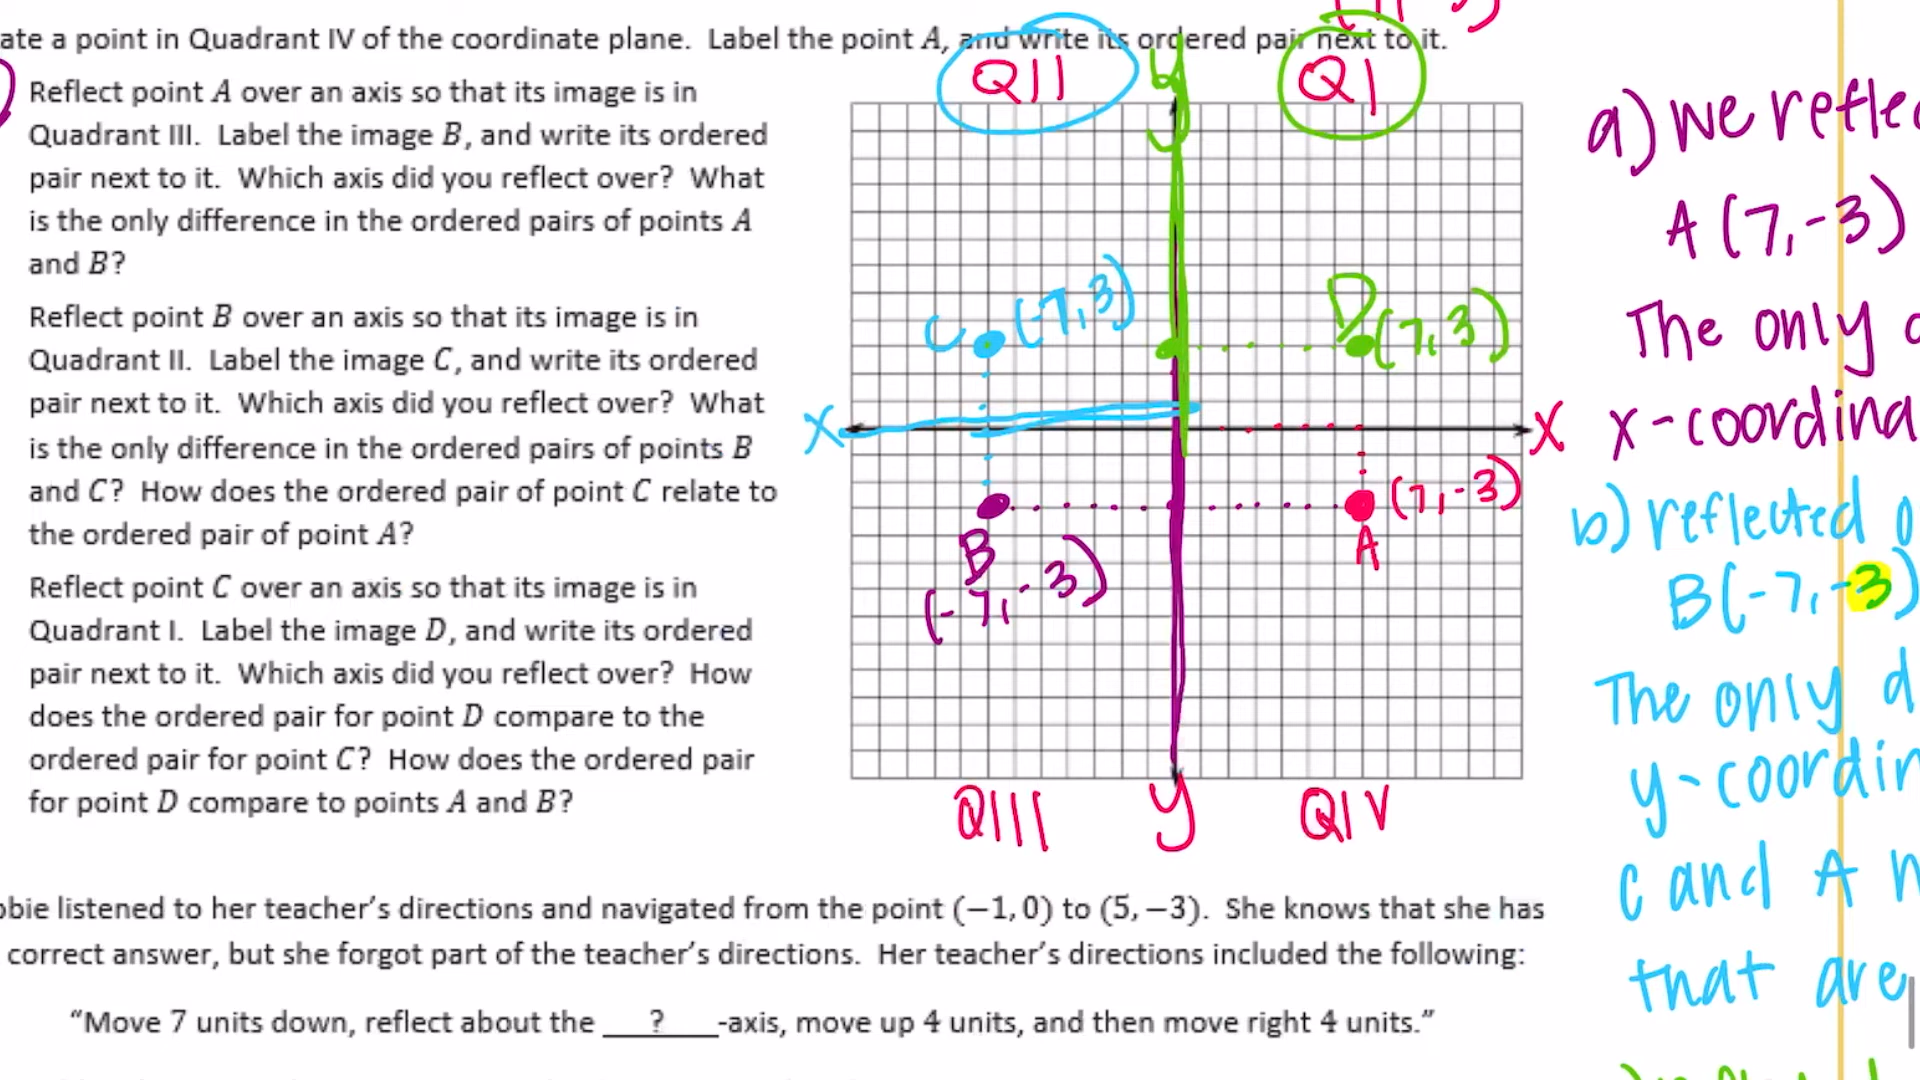 ate a point in Quadrant IV of the coordinate plane. Label the point A, and write its ordered pair next to it.
Reflect point A over an axis so that its image is in
Quadrant III. Label the image B, and write its ordered
pair next to it. Which axis did you reflect over? What
is the only difference in the ordered pairs of points A
and B?
Reflect point B over an axis so that its image is in
Quadrant II. Label the image C, and write its ordered
pair next to it. Which axis did you reflect over? What
is the only difference in the ordered pairs of points B
and C? How does the ordered pair of point C relate to
the ordered pair of point A?
Reflect point C over an axis so that its image is in
Quadrant I. Label the image D, and write its ordered
pair next to it. Which axis did you reflect over? How
does the ordered pair for point D compare to the
ordered pair for point C? How does the ordered pair
for point D compare to points A and B?
QII
y
QI
C (-7,3)
D (7,3)
X
X
(7,-3)
A
B
(-7,-3)
QIII
y
QIV
a) We reflec
A (7,-3)
The only
x-coordina
b) reflected o
B(-7,-3)
The only d
y-coordin
C and A
that are
bbie listened to her teacher's directions and navigated from the point (−1,0) to (5,−3). She knows that she has
correct answer, but she forgot part of the teacher's directions. Her teacher's directions included the following:
“Move 7 units down, reflect about the ___?___-axis, move up 4 units, and then move right 4 units.”